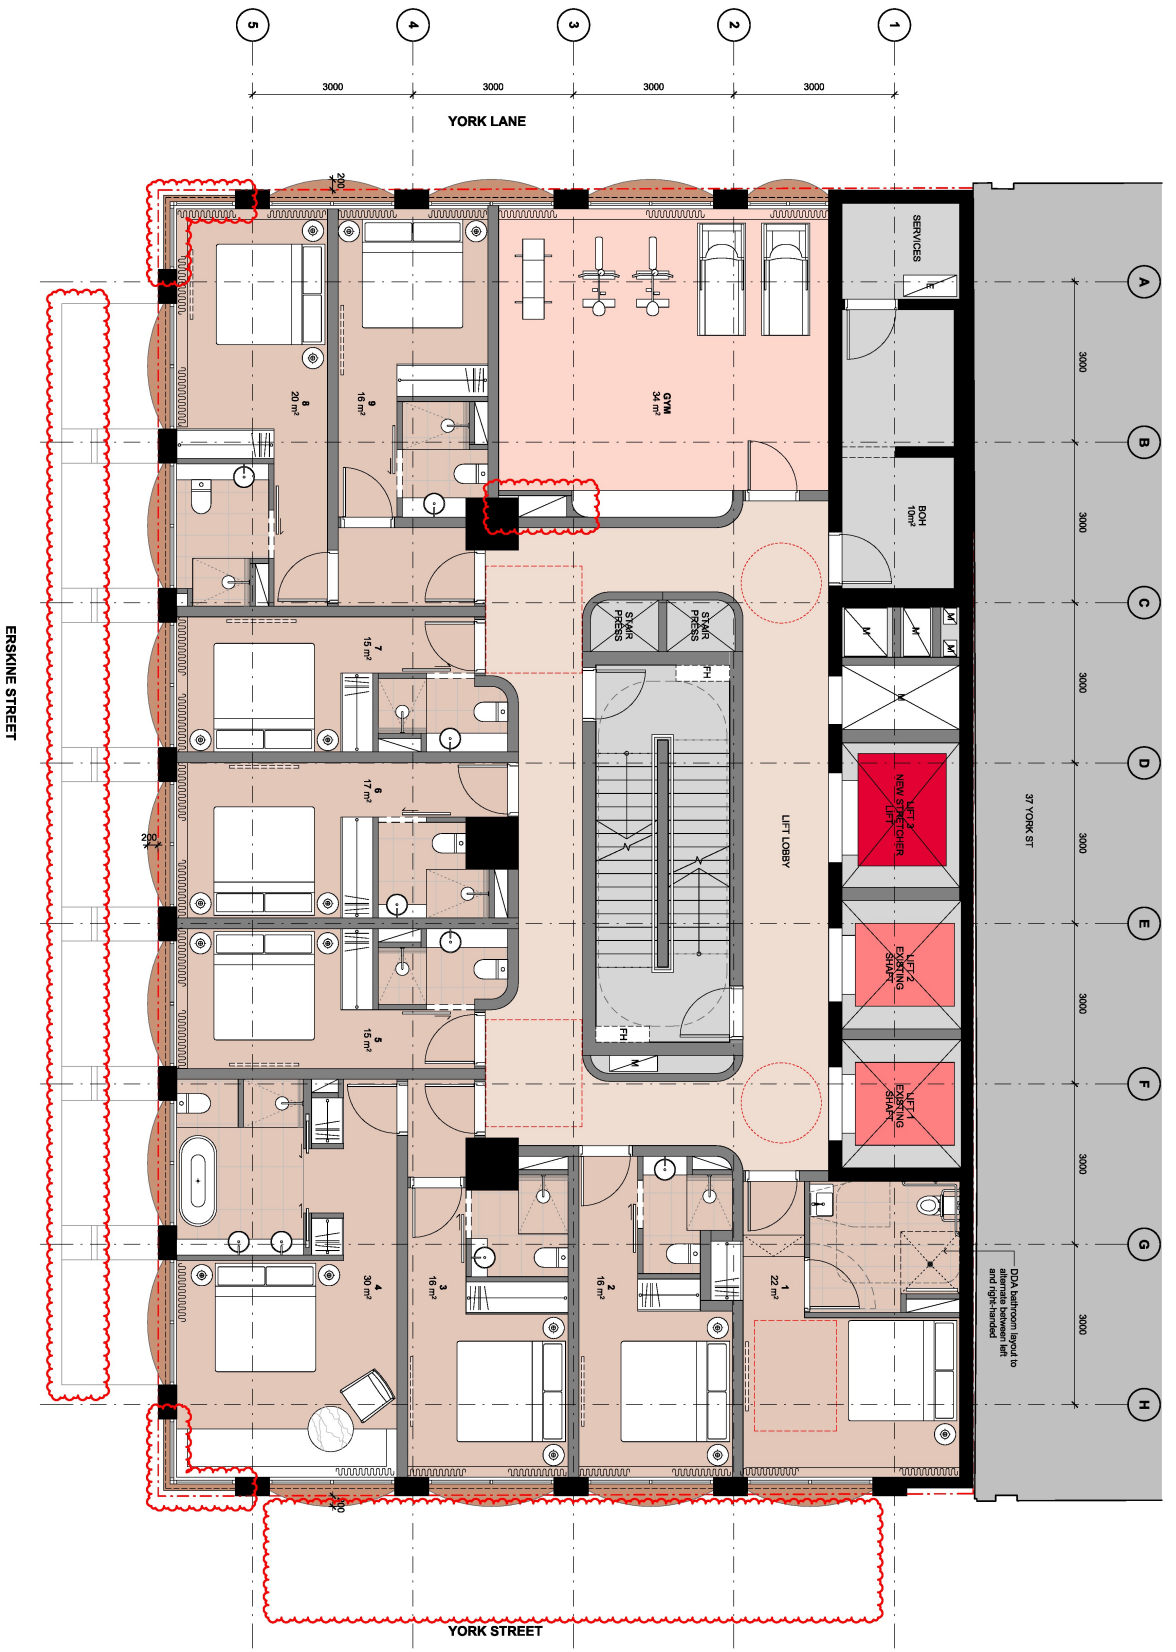 5
4
3
2
1
3000
3000
3000
3000
YORK LANE
200
SERVICES
E
A
3000
GYM
34 m²
8
20 m²
9
16 m²
B
BOH
10m²
3000
C
STAIR
PRESS
STAIR
PRESS
M
M
M
M
M
FH
7
15 m²
3000
ERSKINE STREET
D
6
17 m²
200
LIFT LOBBY
LIFT 3
NEW STRETCHER
LIFT
37 YORK ST
3000
E
LIFT 2
EXISTING
SHAFT
3000
5
15 m²
FH
M
F
LIFT 1
EXISTING
SHAFT
3000
G
4
30 m²
3
16 m²
2
16 m²
1
22 m²
DDA bathroom layout to
alternate between left
and right-handed
3000
H
200
YORK STREET